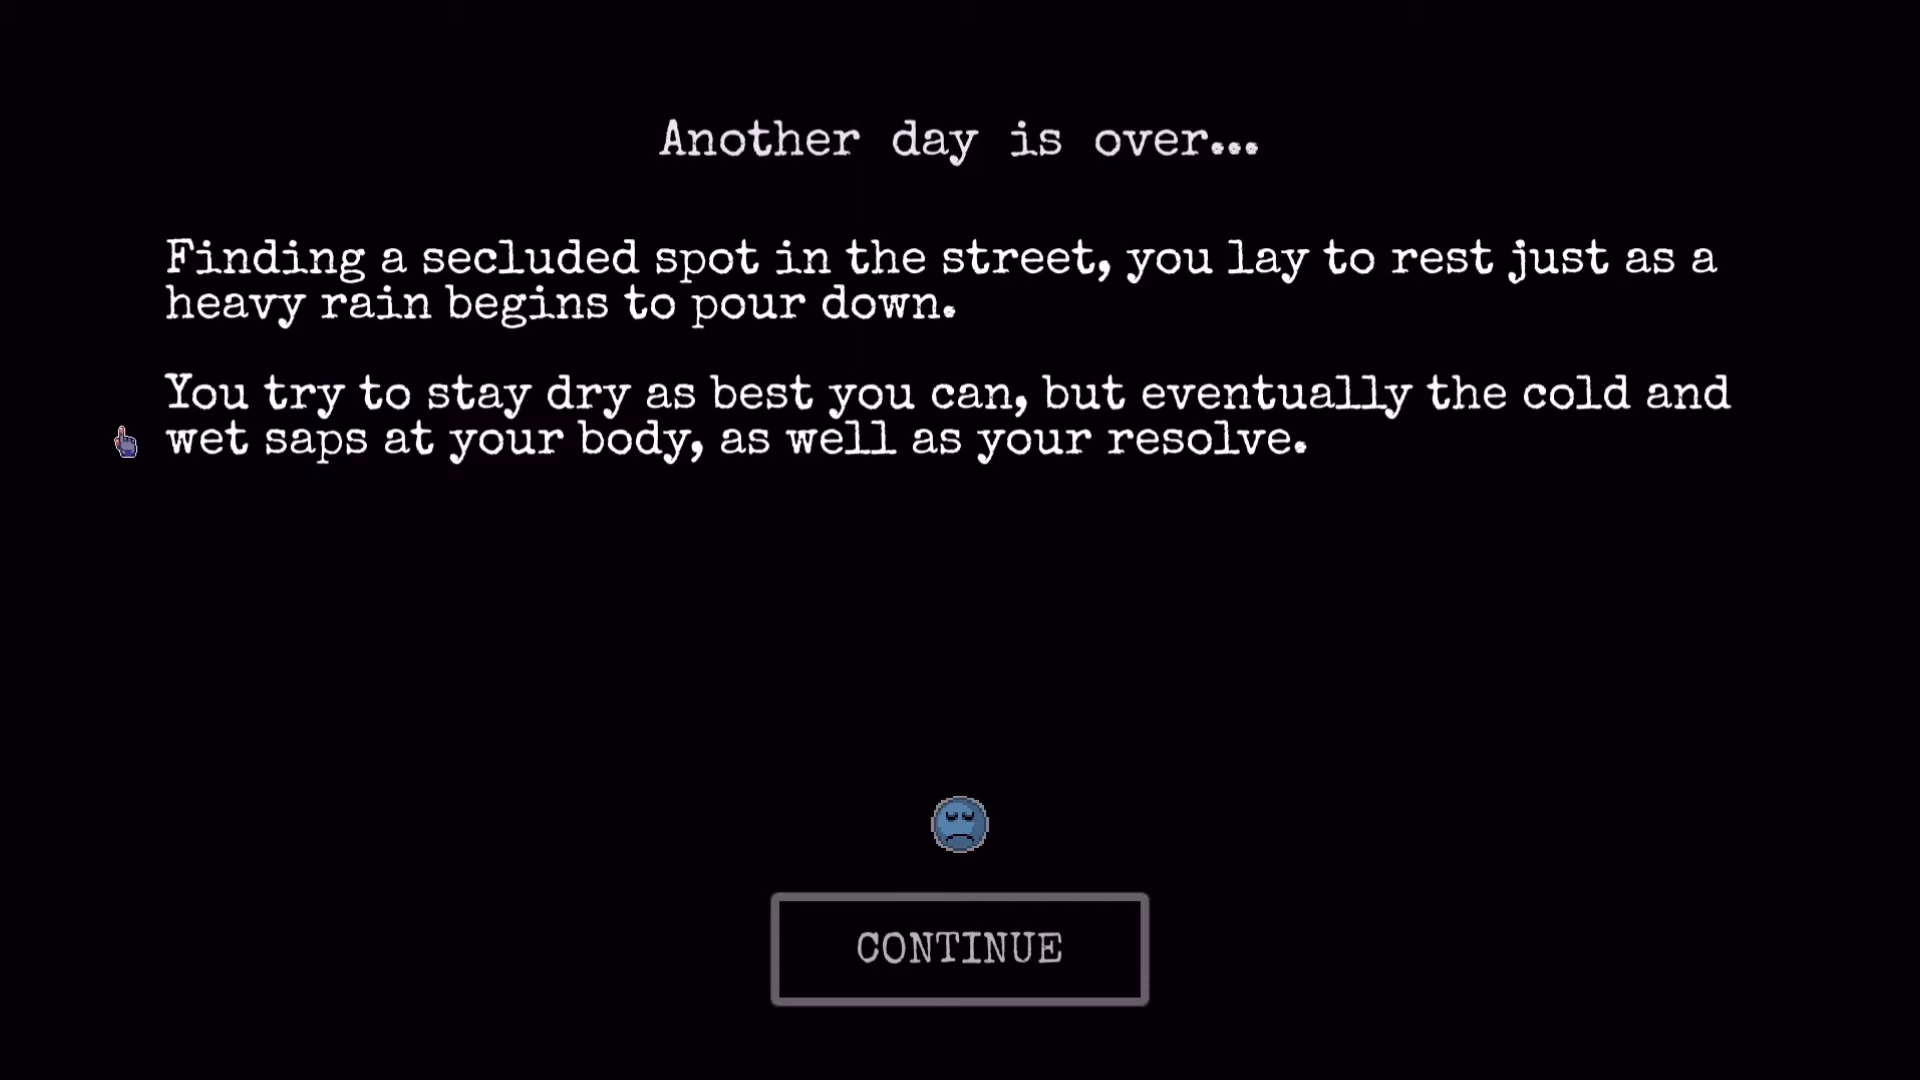 Another day is over...
Finding a secluded spot in the street, you lay to rest just as a
heavy rain begins to pour down.
You try to stay dry as best you can, but eventually the cold and
wet saps at your body, as well as your resolve.
CONTINUE